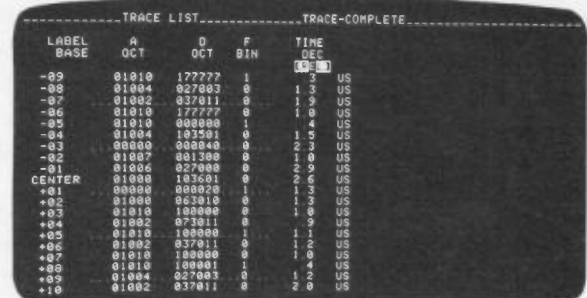 TRACE LIST TRACE-COMPLETE
LABEL A D F TIME
BASE OCT OCT BIN DEC
[REL]
-09 01010 177777 1 .3 US
-08 01004 027003 0 1.3 US
-07 01002 037011 0 1.9 US
-06 01010 177777 0 1.0 US
-05 01010 000000 1 .4 US
-04 01004 103501 0 1.5 US
-03 00000 000040 0 2.3 US
-02 01007 001300 0 1.0 US
-01 01006 027000 0 2.9 US
CENTER 01000 103601 0 2.6 US
+01 00000 000020 1 1.3 US
+02 00000 063010 0 1.3 US
+03 01010 100000 0 1.0 US
+04 01002 073011 0 .9 US
+05 01010 100000 1 1.1 US
+06 01002 037011 0 1.2 US
+07 01010 100000 0 1.0 US
+08 01010 100001 1 .4 US
+09 01004 027003 0 1.2 US
+10 01002 037011 0 2.0 US